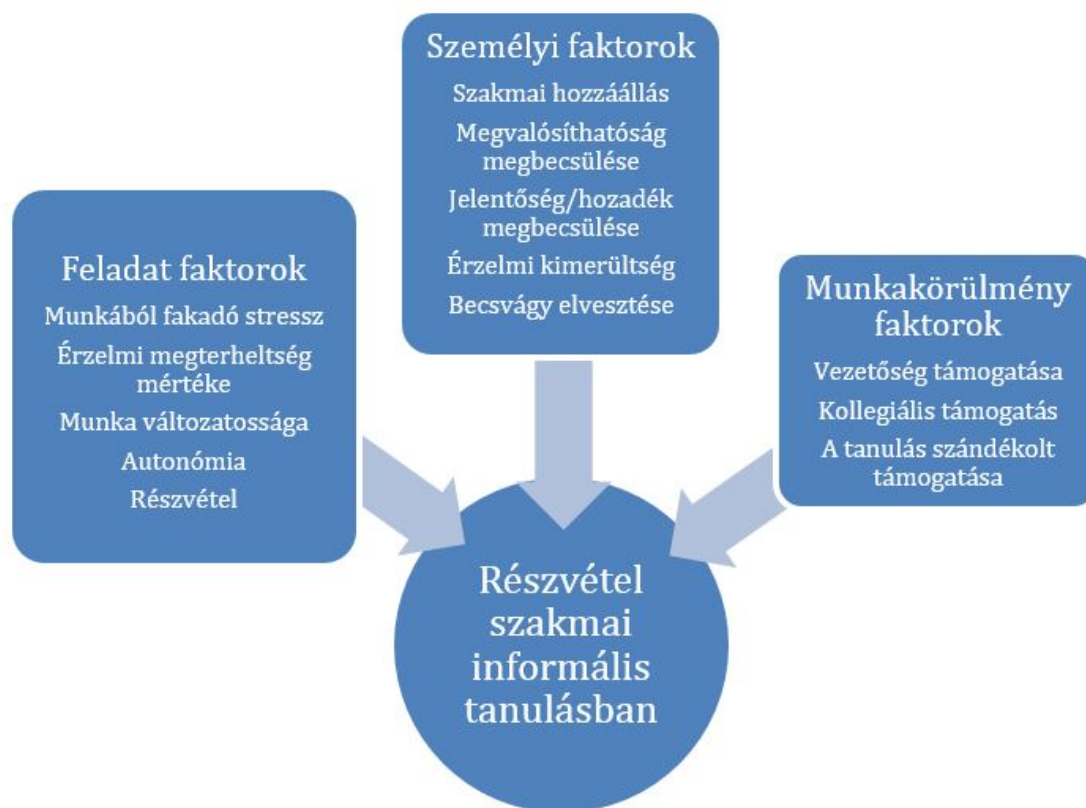 Személyi faktorok
Szakmai hozzáállás
Megvalósíthatóság
megbecsülése
Jelentőség/hozadék
megbecsülése
Érzelmi kimerültség
Becsvágy elvesztése
Feladat faktorok
Munkából fakadó stressz
Érzelmi megterheltség
mértéke
Munka változatossága
Autonómia
Részvétel
Munkakörülmény
faktorok
Vezetőség támogatása
Kollegiális támogatás
A tanulás szándékolt
támogatása
Részvétel
szakmai
informális
tanulásban